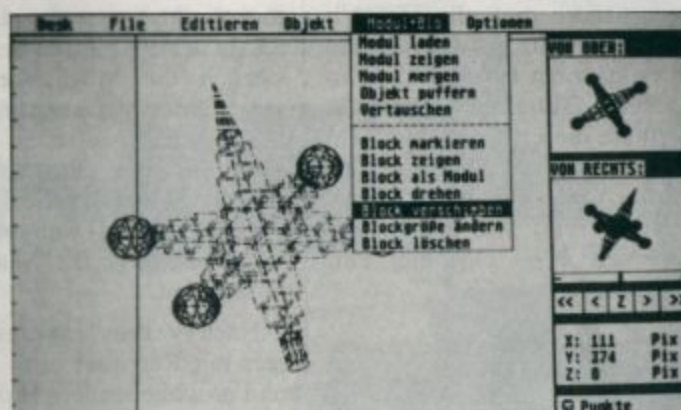 Desk File Editieren Objekt Modul+Blo Optionen
Modul laden
Modul zeigen
Modul mergen
Objekt puffern
Vertauschen
Block markieren
Block zeigen
Block als Modul
Block drehen
Block verschieben
Blockgröße ändern
Block löschen
VON OBEN:
VON RECHTS:
<< < Z > >>
X: 111 Pix
Y: 374 Pix
Z: 0 Pix
Punkte